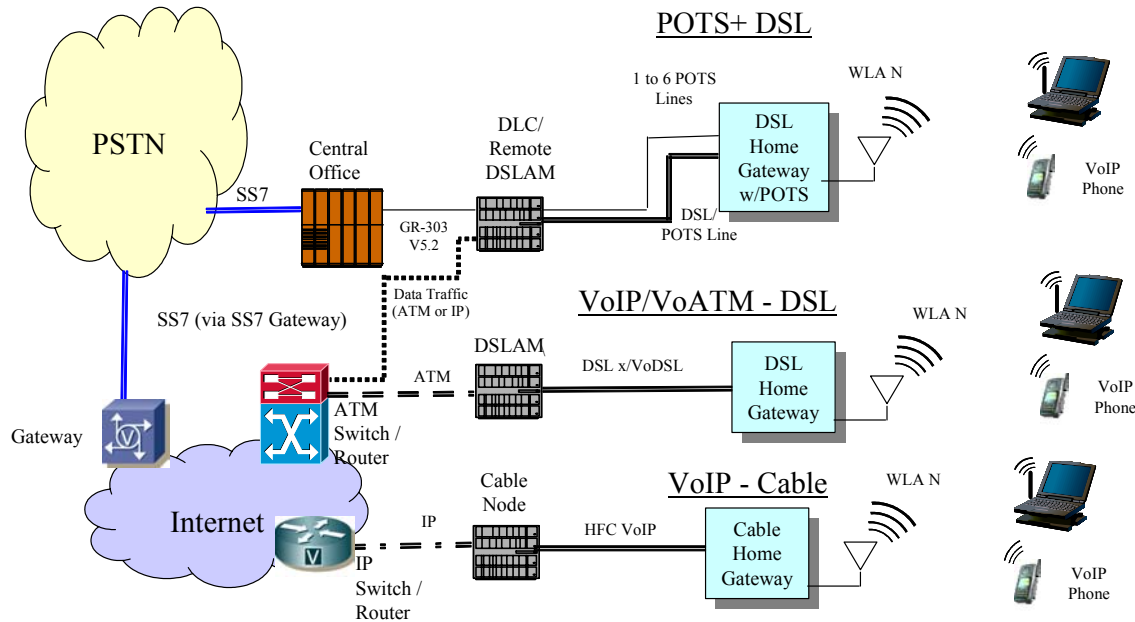 POTS+ DSL
PSTN
SS7
Central
Office
GR-303
V5.2
DLC/
Remote
DSLAM
1 to 6 POTS
Lines
DSL/
POTS Line
DSL
Home
Gateway
w/POTS
WLA N
VoIP
Phone
Data Traffic
(ATM or IP)
SS7 (via SS7 Gateway)
VoIP/VoATM - DSL
Gateway
V
ATM
Switch /
Router
ATM
DSLAM
DSL x/VoDSL
DSL
Home
Gateway
WLA N
VoIP
Phone
VoIP - Cable
Internet
V
IP
Switch /
Router
IP
Cable
Node
HFC VoIP
Cable
Home
Gateway
WLA N
VoIP
Phone